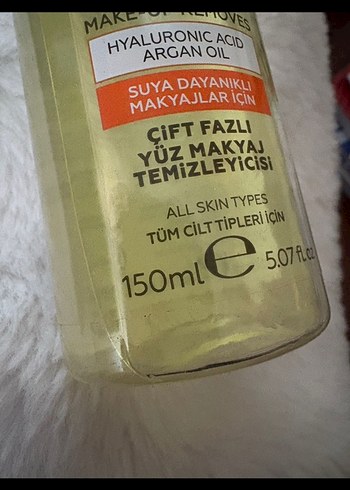 MAKE-UP REMOVES
HYALURONIC ACID
ARGAN OIL
SUYA DAYANIKLI
MAKYAJLAR İÇİN
ÇİFT FAZLI
YÜZ MAKYAJ
TEMİZLEYİCİSİ
ALL SKIN TYPES
TÜM CİLT TİPLERİ İÇİN
150ml ℮ 5.07 fl.oz